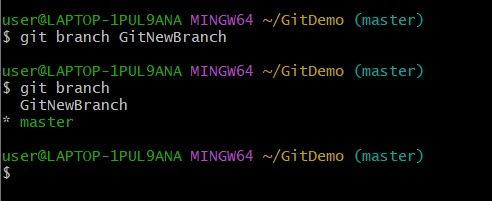 user@LAPTOP-1PUL9ANA MINGW64 ~/GitDemo (master)
$ git branch GitNewBranch
user@LAPTOP-1PUL9ANA MINGW64 ~/GitDemo (master)
$ git branch
  GitNewBranch
* master
user@LAPTOP-1PUL9ANA MINGW64 ~/GitDemo (master)
$